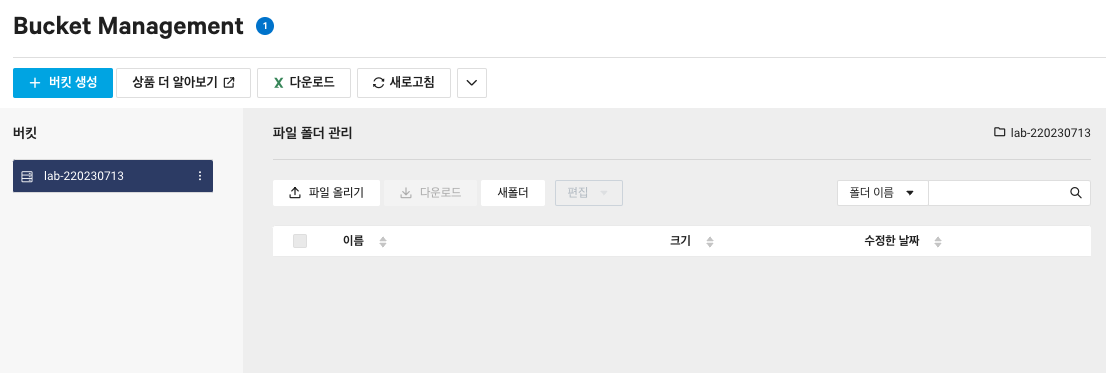 Bucket Management 1
+ 버킷 생성 상품 더 알아보기 다운로드 새로고침
버킷
lab-220230713
파일 폴더 관리 lab-220230713
파일 올리기 다운로드 새폴더 편집 폴더 이름
이름 크기 수정한 날짜